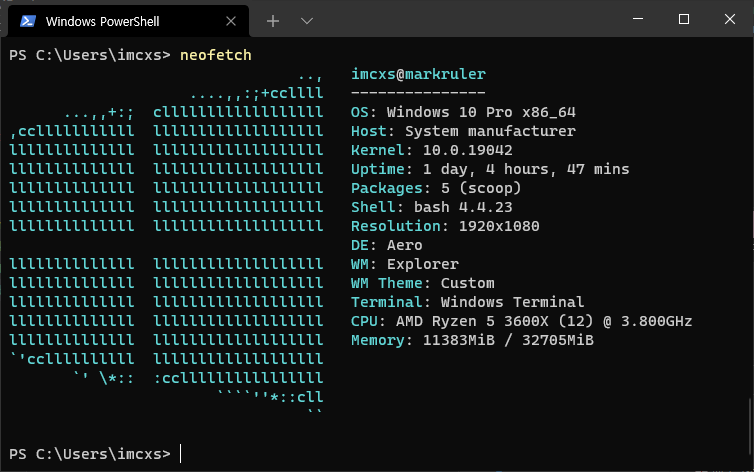 Windows PowerShell
PS C:\Users\imcxs> neofetch
                                ..,   imcxs@markruler
                    ....,,:;+ccllll   ---------------
      ...,,+:;  cllllllllllllllllll   OS: Windows 10 Pro x86_64
,cclllllllllll  lllllllllllllllllll   Host: System manufacturer
llllllllllllll  lllllllllllllllllll   Kernel: 10.0.19042
llllllllllllll  lllllllllllllllllll   Uptime: 1 day, 4 hours, 47 mins
llllllllllllll  lllllllllllllllllll   Packages: 5 (scoop)
llllllllllllll  lllllllllllllllllll   Shell: bash 4.4.23
llllllllllllll  lllllllllllllllllll   Resolution: 1920x1080
                                      DE: Aero
llllllllllllll  lllllllllllllllllll   WM: Explorer
llllllllllllll  lllllllllllllllllll   WM Theme: Custom
llllllllllllll  lllllllllllllllllll   Terminal: Windows Terminal
llllllllllllll  lllllllllllllllllll   CPU: AMD Ryzen 5 3600X (12) @ 3.800GHz
llllllllllllll  lllllllllllllllllll   Memory: 11383MiB / 32705MiB
`'ccllllllllll  lllllllllllllllllll
       `' \*::  :ccllllllllllllllll
                       ````''*::cll
                                 ``
PS C:\Users\imcxs>